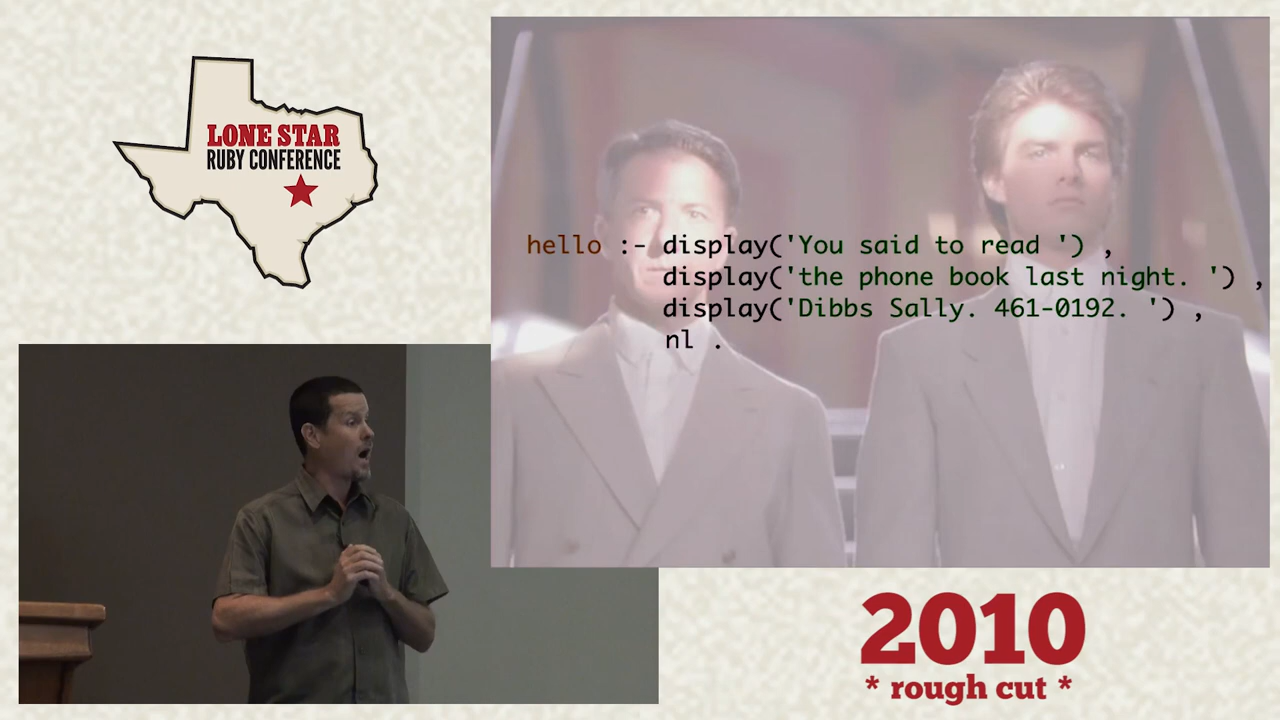 LONE STAR
RUBY CONFERENCE
hello :- display('You said to read ') ,
display('the phone book last night. ') ,
display('Dibbs Sally. 461-0192. ') ,
nl .
2010
* rough cut *